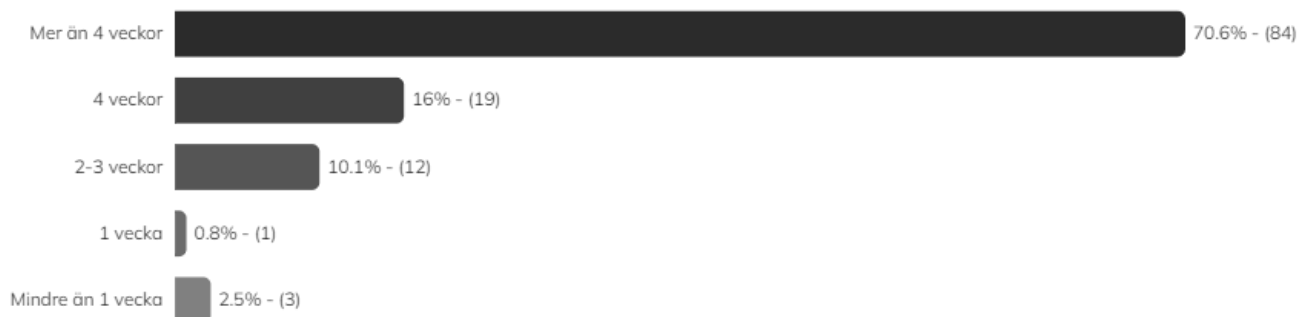 Mer än 4 veckor 70.6% - (84)
4 veckor 16% - (19)
2-3 veckor 10.1% - (12)
1 vecka 0.8% - (1)
Mindre än 1 vecka 2.5% - (3)